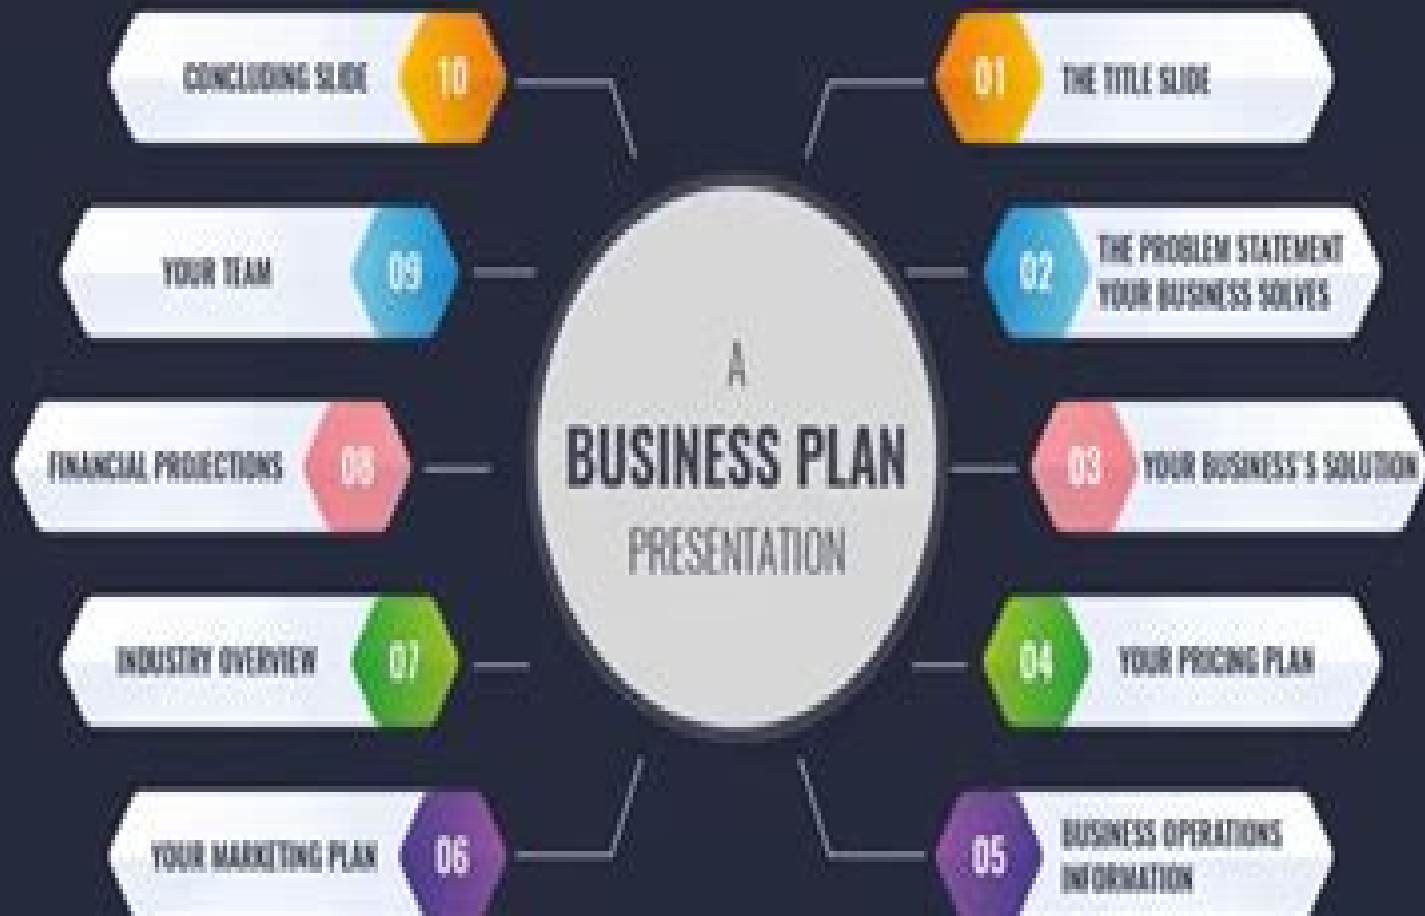 A
BUSINESS PLAN
PRESENTATION
01
THE TITLE SLIDE
02
THE PROBLEM STATEMENT
YOUR BUSINESS SOLVES
03
YOUR BUSINESS'S SOLUTION
04
YOUR PRICING PLAN
05
BUSINESS OPERATIONS
INFORMATION
YOUR MARKETING PLAN
06
INDUSTRY OVERVIEW
07
FINANCIAL PROJECTIONS
08
YOUR TEAM
09
CONCLUDING SLIDE
10